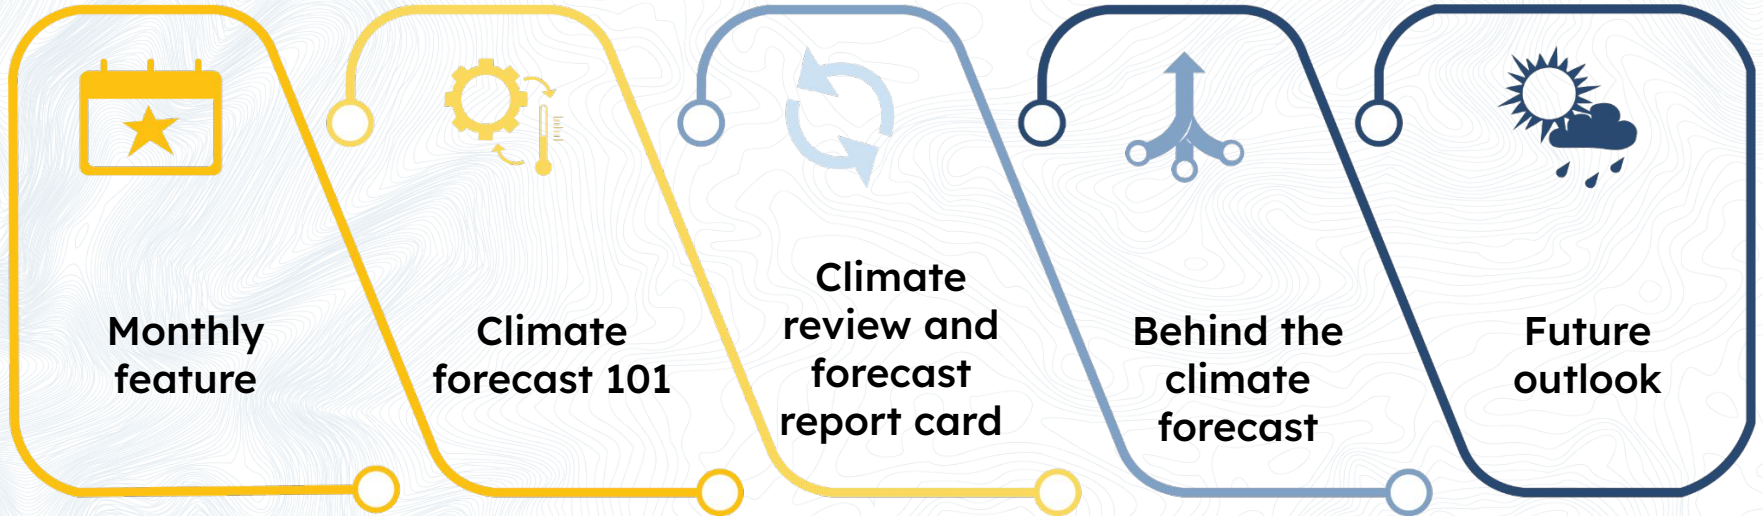 Monthly
feature
Climate
forecast 101
Climate
review and
forecast
report card
Behind the
climate
forecast
Future
outlook